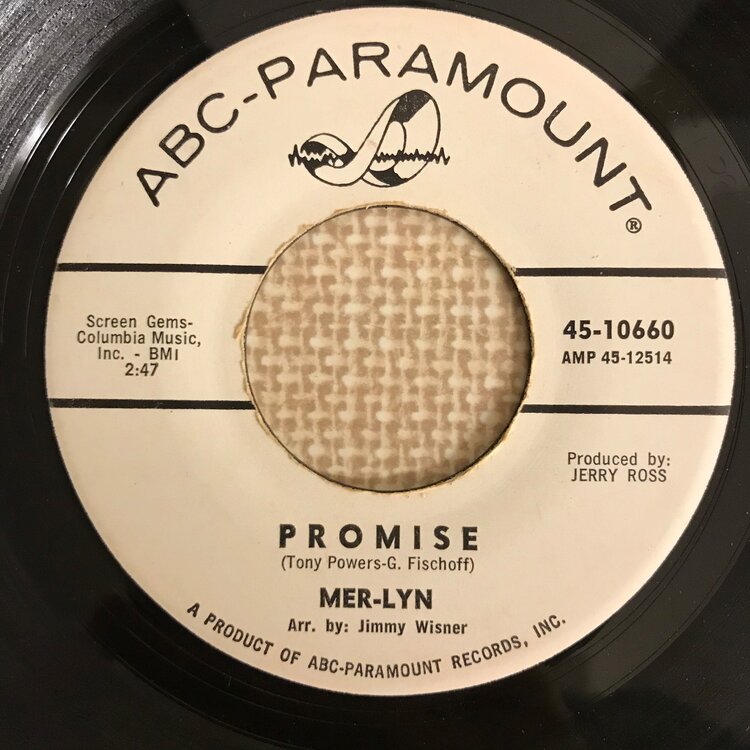 ABC-PARAMOUNT®
Screen Gems-
Columbia Music,
Inc. - BMI
2:47
45-10660
AMP 45-12514
Produced by:
JERRY ROSS
PROMISE
(Tony Powers-G. Fischoff)
MER-LYN
Arr. by: Jimmy Wisner
A PRODUCT OF ABC-PARAMOUNT RECORDS, INC.